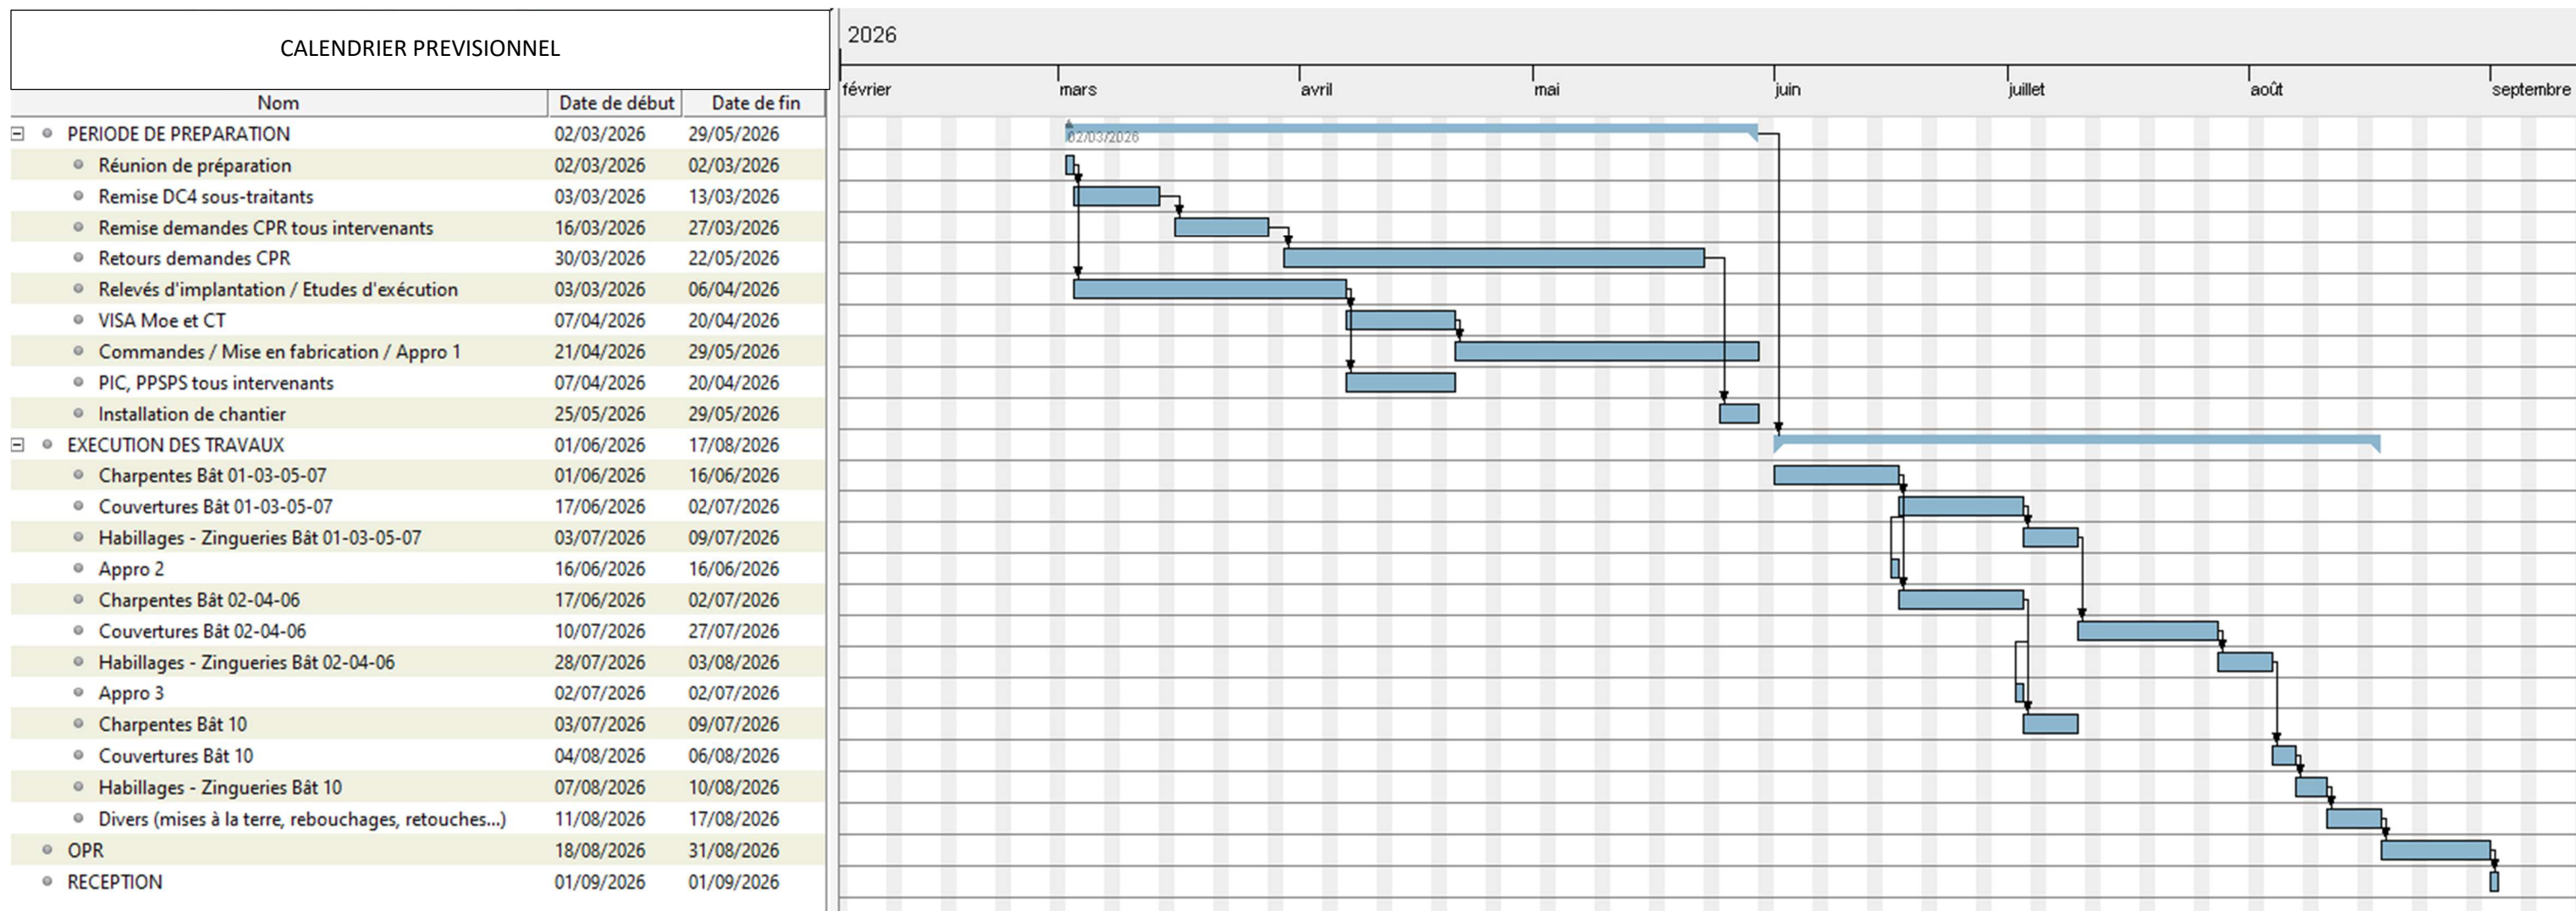 CALENDRIER PREVISIONNEL
2026
février mars avril mai juin juillet août septembre
Nom Date de début Date de fin
PERIODE DE PREPARATION 02/03/2026 29/05/2026
02/03/2026
Réunion de préparation 02/03/2026 02/03/2026
Remise DC4 sous-traitants 03/03/2026 13/03/2026
Remise demandes CPR tous intervenants 16/03/2026 27/03/2026
Retours demandes CPR 30/03/2026 22/05/2026
Relevés d'implantation / Etudes d'exécution 03/03/2026 06/04/2026
VISA Moe et CT 07/04/2026 20/04/2026
Commandes / Mise en fabrication / Appro 1 21/04/2026 29/05/2026
PIC, PPSPS tous intervenants 07/04/2026 20/04/2026
Installation de chantier 25/05/2026 29/05/2026
EXECUTION DES TRAVAUX 01/06/2026 17/08/2026
Charpentes Bât 01-03-05-07 01/06/2026 16/06/2026
Couvertures Bât 01-03-05-07 17/06/2026 02/07/2026
Habillages - Zingueries Bât 01-03-05-07 03/07/2026 09/07/2026
Appro 2 16/06/2026 16/06/2026
Charpentes Bât 02-04-06 17/06/2026 02/07/2026
Couvertures Bât 02-04-06 10/07/2026 27/07/2026
Habillages - Zingueries Bât 02-04-06 28/07/2026 03/08/2026
Appro 3 02/07/2026 02/07/2026
Charpentes Bât 10 03/07/2026 09/07/2026
Couvertures Bât 10 04/08/2026 06/08/2026
Habillages - Zingueries Bât 10 07/08/2026 10/08/2026
Divers (mises à la terre, rebouchages, retouches...) 11/08/2026 17/08/2026
OPR 18/08/2026 31/08/2026
RECEPTION 01/09/2026 01/09/2026